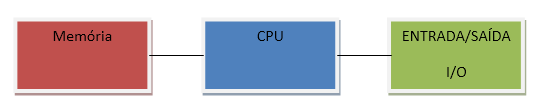 Memória
CPU
ENTRADA/SAÍDA
I/O